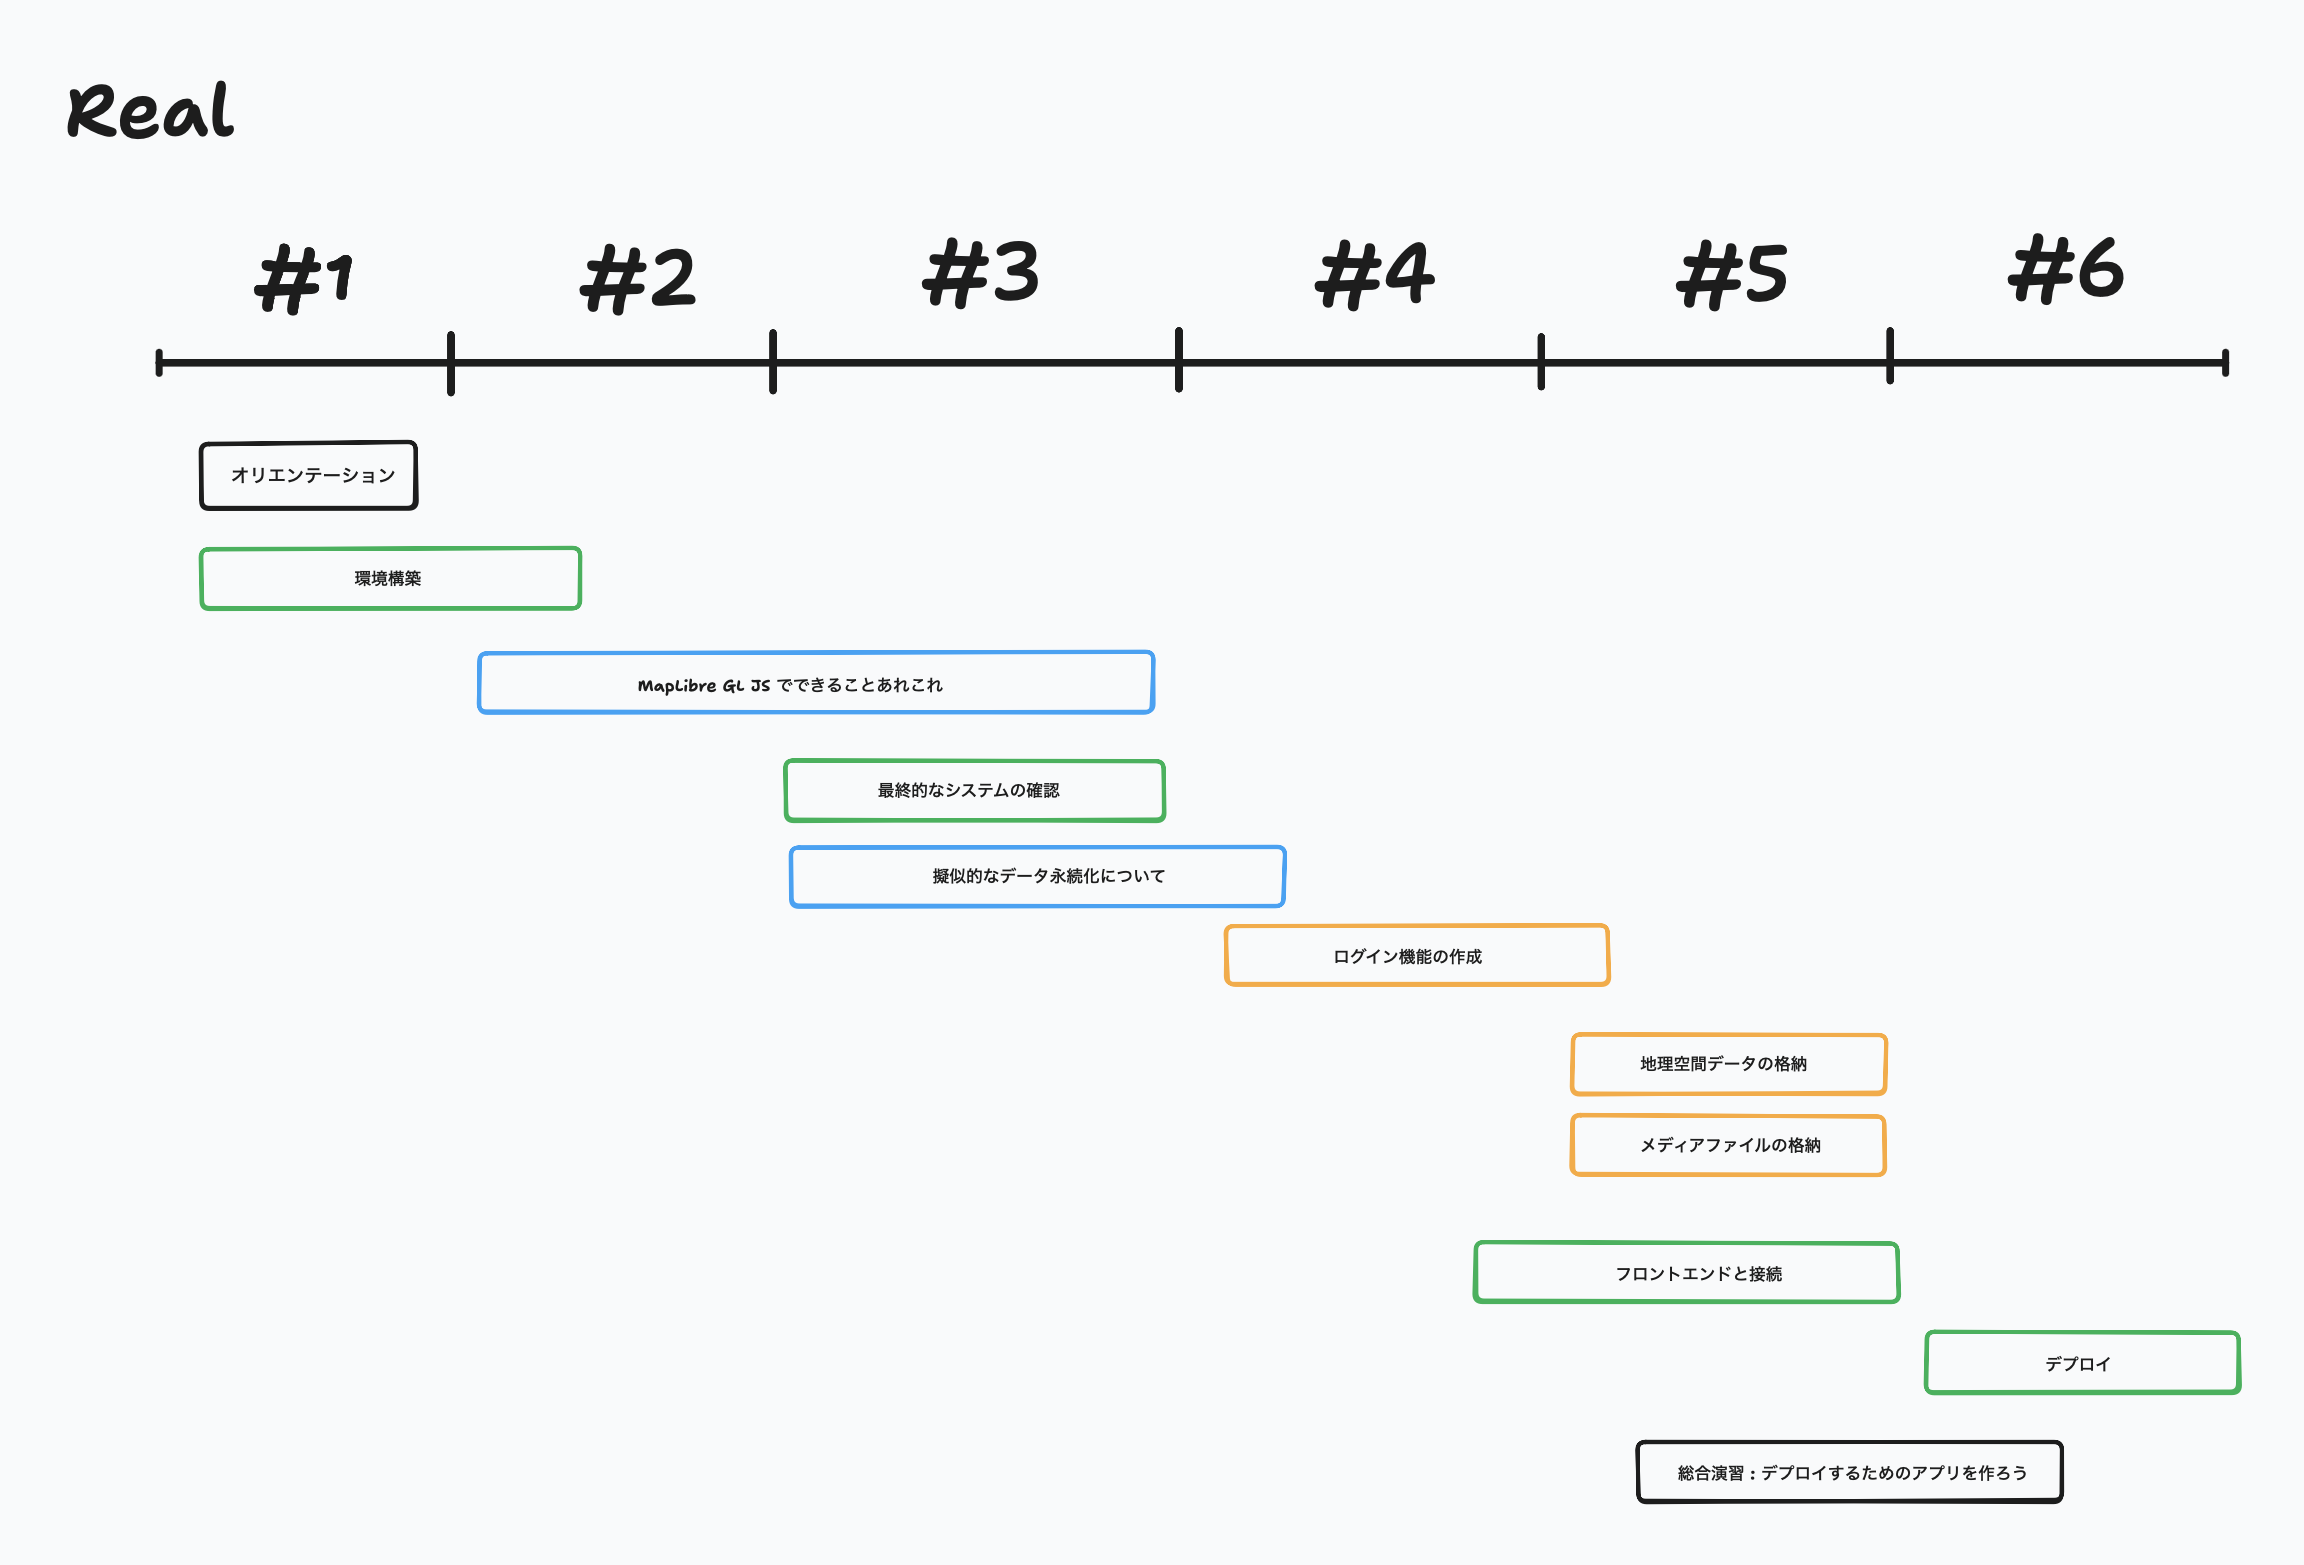 Real
#1
#2
#3
#4
#5
#6
オリエンテーション
環境構築
MapLibre GL JS でできることあれこれ
最終的なシステムの確認
擬似的なデータ永続化について
ログイン機能の作成
地理空間データの格納
メディアファイルの格納
フロントエンドと接続
デプロイ
総合演習：デプロイするためのアプリを作ろう